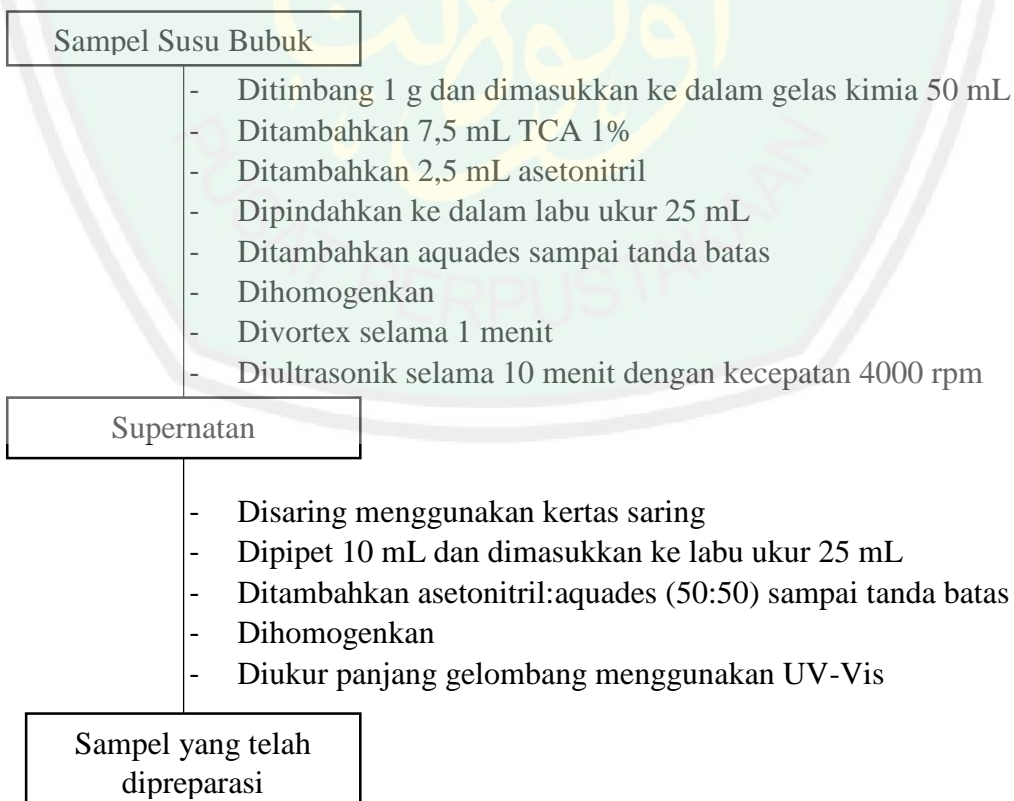 Sampel Susu Bubuk
- Ditimbang 1 g dan dimasukkan ke dalam gelas kimia 50 mL
- Ditambahkan 7,5 mL TCA 1%
- Ditambahkan 2,5 mL asetonitril
- Dipindahkan ke dalam labu ukur 25 mL
- Ditambahkan aquades sampai tanda batas
- Dihomogenkan
- Divortex selama 1 menit
- Diultrasonik selama 10 menit dengan kecepatan 4000 rpm
Supernatan
- Disaring menggunakan kertas saring
- Dipipet 10 mL dan dimasukkan ke labu ukur 25 mL
- Ditambahkan asetonitril:aquades (50:50) sampai tanda batas
- Dihomogenkan
- Diukur panjang gelombang menggunakan UV-Vis
Sampel yang telah
dipreparasi
PUSAT PERPUSTAKAAN